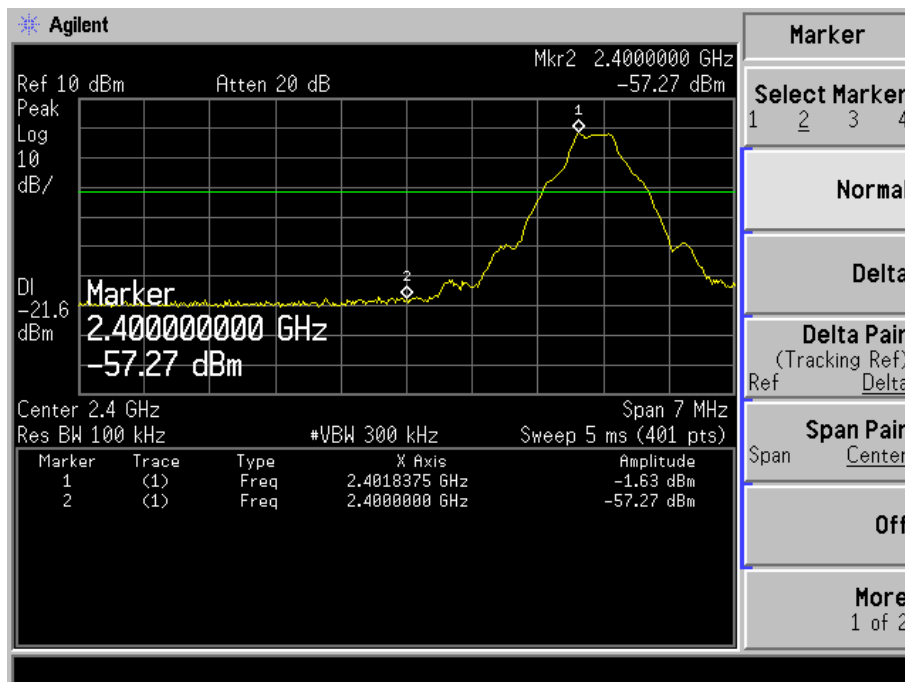 Agilent
Marker
Mkr2 2.4000000 GHz
Ref 10 dBm Atten 20 dB -57.27 dBm
Peak
Log
10
dB/
1
2
DI
-21.6
dBm
Marker
2.400000000 GHz
-57.27 dBm
Center 2.4 GHz Span 7 MHz
Res BW 100 kHz #VBW 300 kHz Sweep 5 ms (401 pts)
Marker Trace Type X Axis Amplitude
1 (1) Freq 2.4018375 GHz -1.63 dBm
2 (1) Freq 2.4000000 GHz -57.27 dBm
Select Marker
1 2 3 4
Normal
Delta
Delta Pair
(Tracking Ref)
Ref Delta
Span Pair
Span Center
Off
More
1 of 2